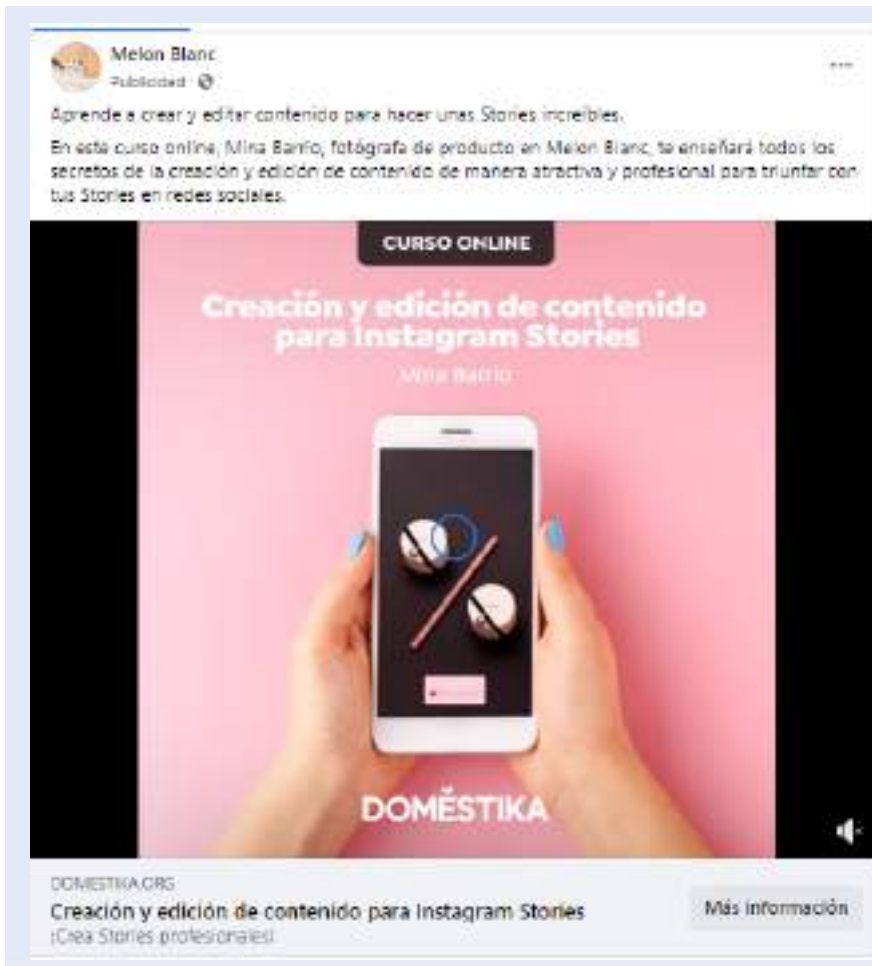 Melon Blanc
Publicidad
Aprende a crear y editar contenido para hacer unas Stories increíbles.
En este curso online, Mina Barrio, fotógrafa de producto en Melon Blanc, te enseñará todos los
secretos de la creación y edición de contenido de manera atractiva y profesional para triunfar con
tus Stories en redes sociales.
CURSO ONLINE
Creación y edición de contenido
para Instagram Stories
Mina Barrio
DOMĔSTIKA
DOMESTIKA.ORG
Creación y edición de contenido para Instagram Stories
Más información
¡Crea Stories profesionales!